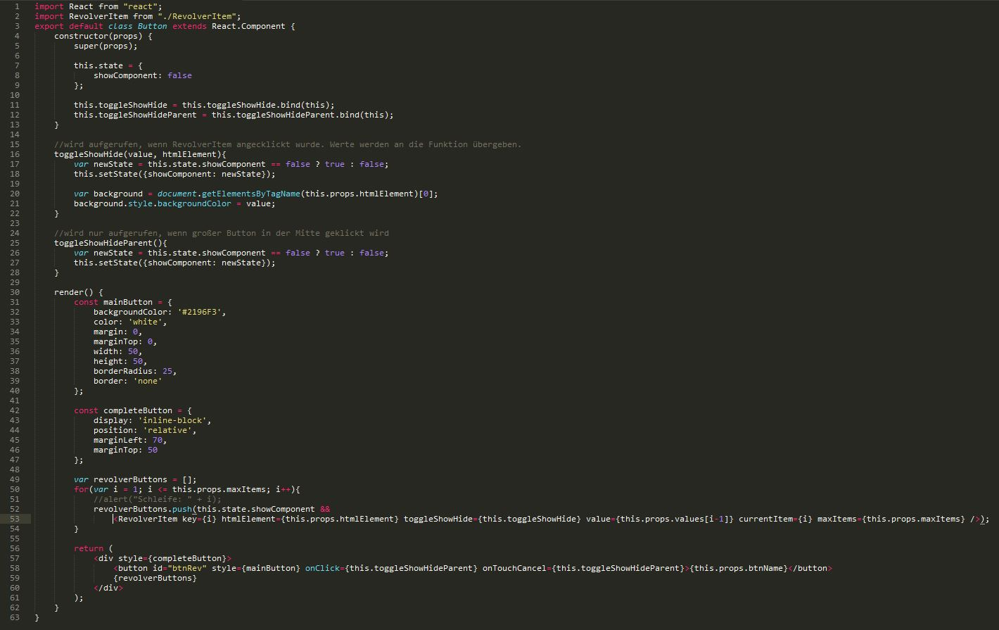 1 import React from "react";
2 import RevolverItem from "./RevolverItem";
3 export default class Button extends React.Component {
4     constructor(props) {
5         super(props);
6
7         this.state = {
8             showComponent: false
9         };
10
11         this.toggleShowHide = this.toggleShowHide.bind(this);
12         this.toggleShowHideParent = this.toggleShowHideParent.bind(this);
13     }
14
15     //wird aufgerufen, wenn RevolverItem angecklickt wurde. Werte werden an die Funktion übergeben.
16     toggleShowHide(value, htmlElement){
17         var newState = this.state.showComponent == false ? true : false;
18         this.setState({showComponent: newState});
19
20         var background = document.getElementsByTagName(this.props.htmlElement)[0];
21         background.style.backgroundColor = value;
22     }
23
24     //wird nur aufgerufen, wenn großer Button in der Mitte geklickt wird
25     toggleShowHideParent(){
26         var newState = this.state.showComponent == false ? true : false;
27         this.setState({showComponent: newState});
28     }
29
30     render() {
31         const mainButton = {
32             backgroundColor: '#2196F3',
33             color: 'white',
34             margin: 0,
35             marginTop: 0,
36             width: 50,
37             height: 50,
38             borderRadius: 25,
39             border: 'none'
40         };
41
42         const completeButton = {
43             display: 'inline-block',
44             position: 'relative',
45             marginLeft: 70,
46             marginTop: 50
47         };
48
49         var revolverButtons = [];
50         for(var i = 1; i <= this.props.maxItems; i++){
51             //alert("Schleife: " + i);
52             revolverButtons.push(this.state.showComponent &&
53                 <RevolverItem key={i} htmlElement={this.props.htmlElement} toggleShowHide={this.toggleShowHide} value={this.props.values[i-1]} currentItem={i} maxItems={this.props.maxItems} />);
54         }
55
56         return (
57             <div style={completeButton}>
58                 <button id="btnRev" style={mainButton} onClick={this.toggleShowHideParent} onTouchCancel={this.toggleShowHideParent}>{this.props.btnName}</button>
59                 {revolverButtons}
60             </div>
61         );
62     }
63 }